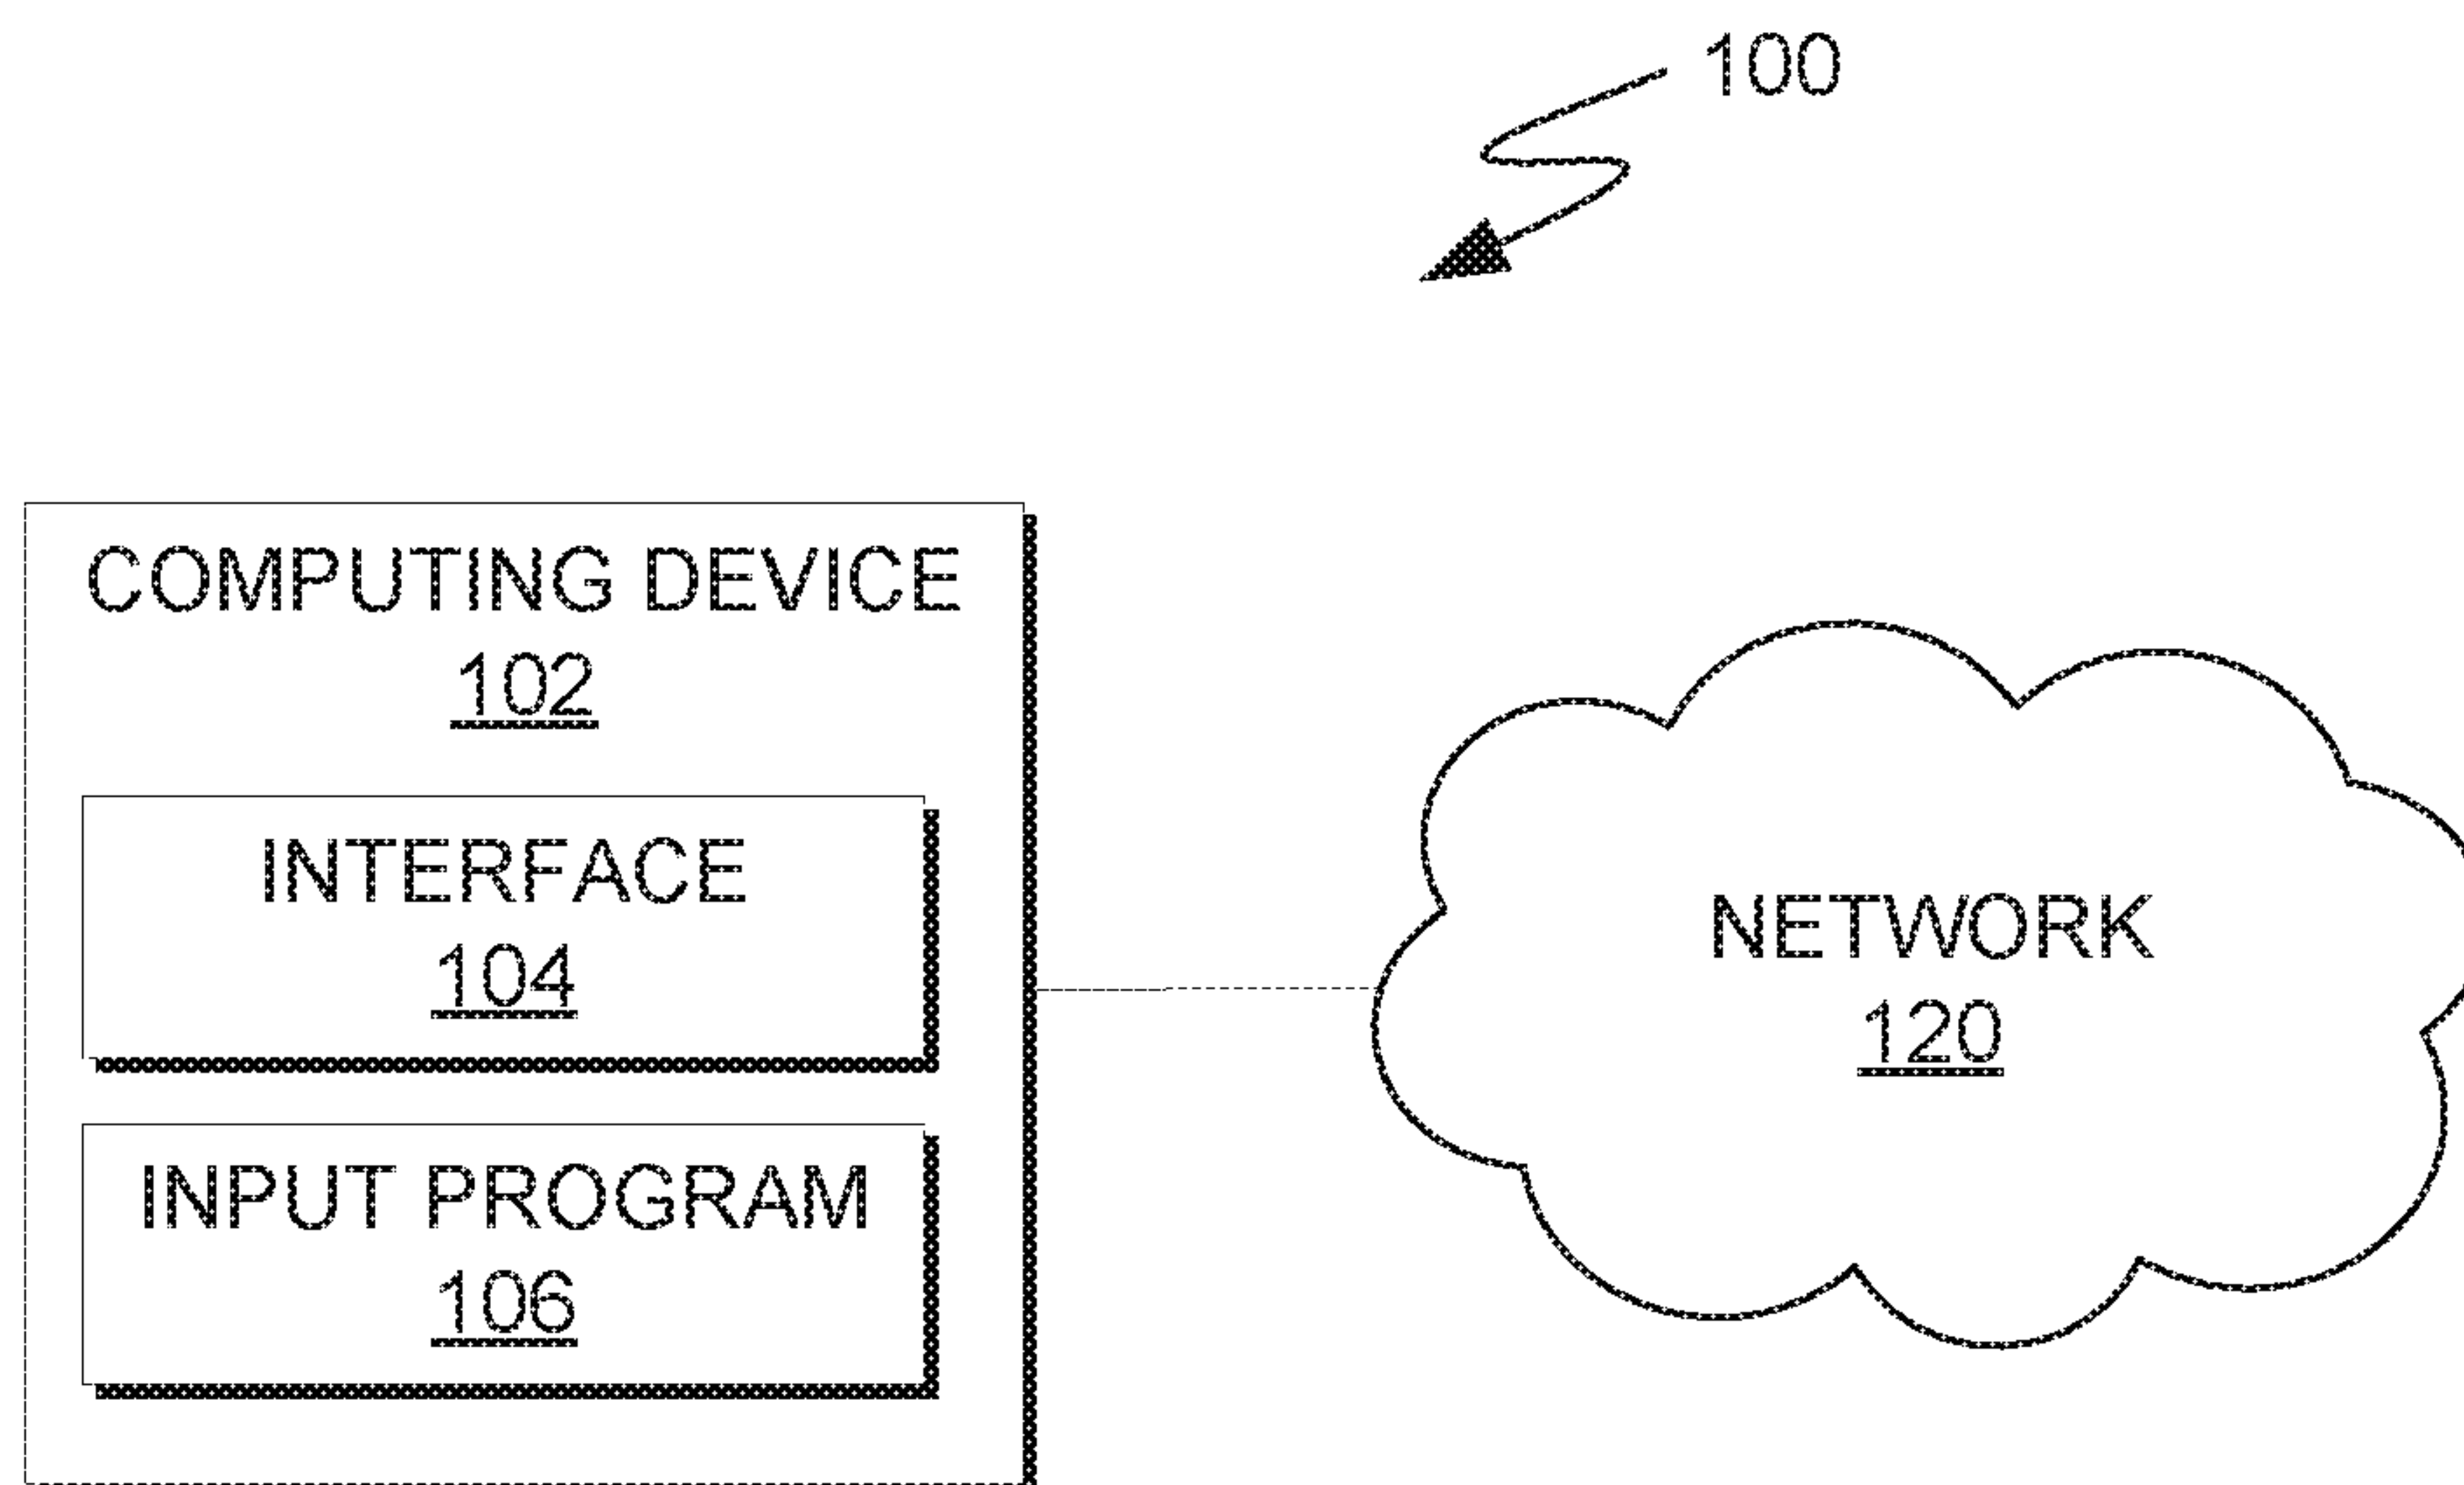 100
COMPUTING DEVICE
102
INTERFACE
104
INPUT PROGRAM
106
NETWORK
120